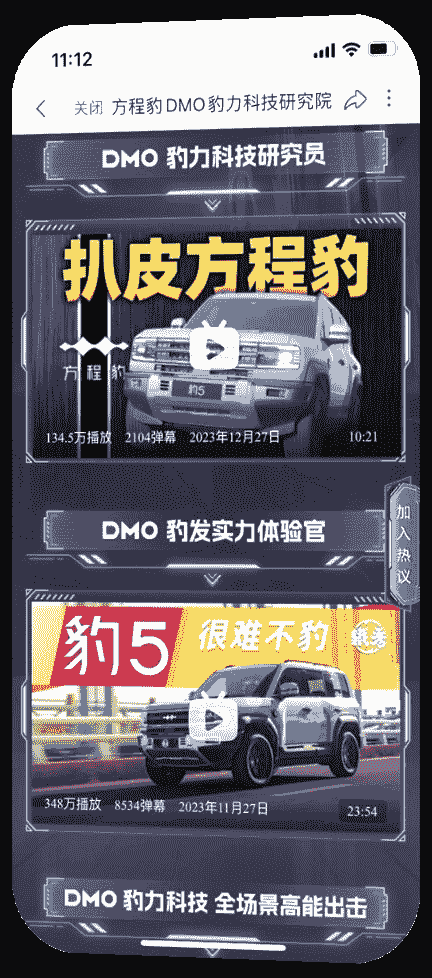 11:12
关闭 方程豹DMO豹力科技研究院
DMO 豹力科技研究员
扒皮方程豹
方程豹
豹5
134.5万播放 2104弹幕 2023年12月27日 10:21
加入热议
DMO 豹发实力体验官
豹5 很难不豹
348万播放 8534弹幕 2023年11月27日 23:54
DMO 豹力科技 全场景高能出击